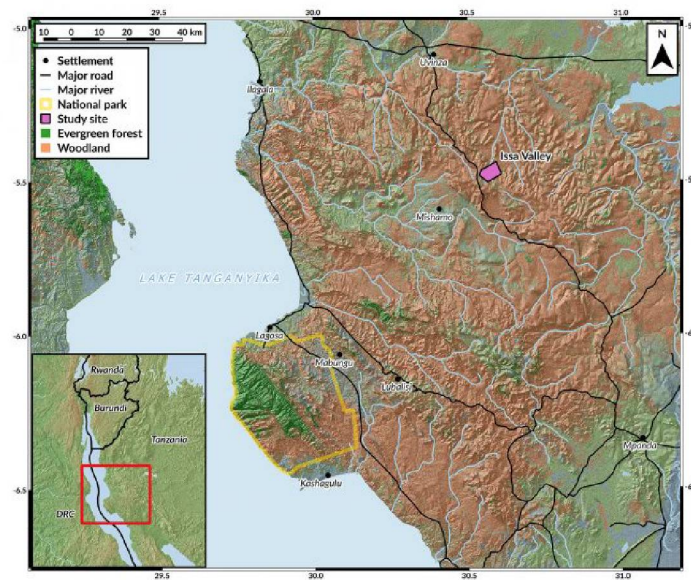 29.5 30.0 30.5 31.0
-5.0
10 0 10 20 30 40 km
Settlement
Major road
Major river
National park
Study site
Evergreen forest
Woodland
N
Uvinza
Ilagala
Issa Valley
-5.5
Mishamo
LAKE TANGANYIKA
-6.0
Lagosa
Mabungu
Lubalisi
Rwanda
Burundi
Tanzania
DRC
Mpanda
-6.5
Kashagulu
29.5 30.0 30.5 31.0